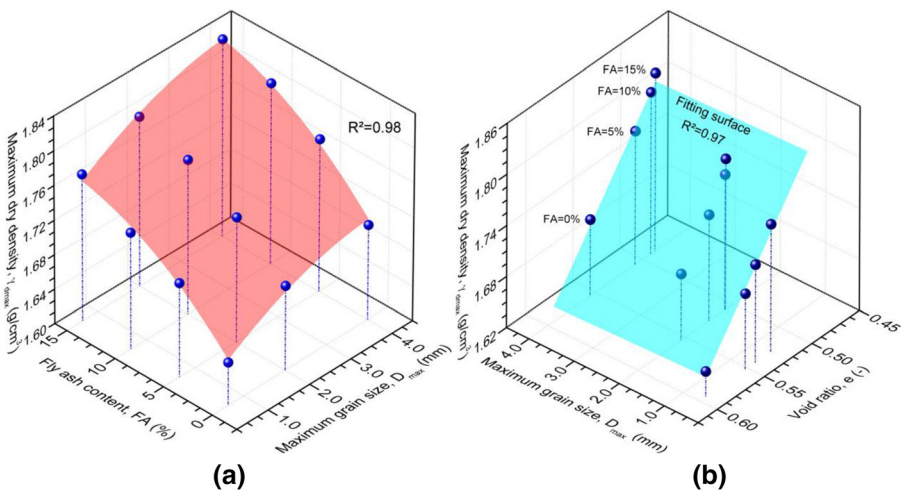 Maximum dry density, γdmax (g/cm³)
1.84
1.80
1.76
1.72
1.68
1.64
1.60
R²=0.98
15
10
5
0
Fly ash content, FA (%)
1.0
2.0
3.0
4.0
Maximum grain size, Dmax (mm)
(a)
Maximum dry density, γdmax (g/cm³)
1.86
1.80
1.74
1.68
1.62
FA=15%
FA=10%
FA=5%
FA=0%
Fitting surface
R²=0.97
4.0
3.0
2.0
1.0
Maximum grain size, Dmax (mm)
0.45
0.50
0.55
0.60
Void ratio, e (-)
(b)